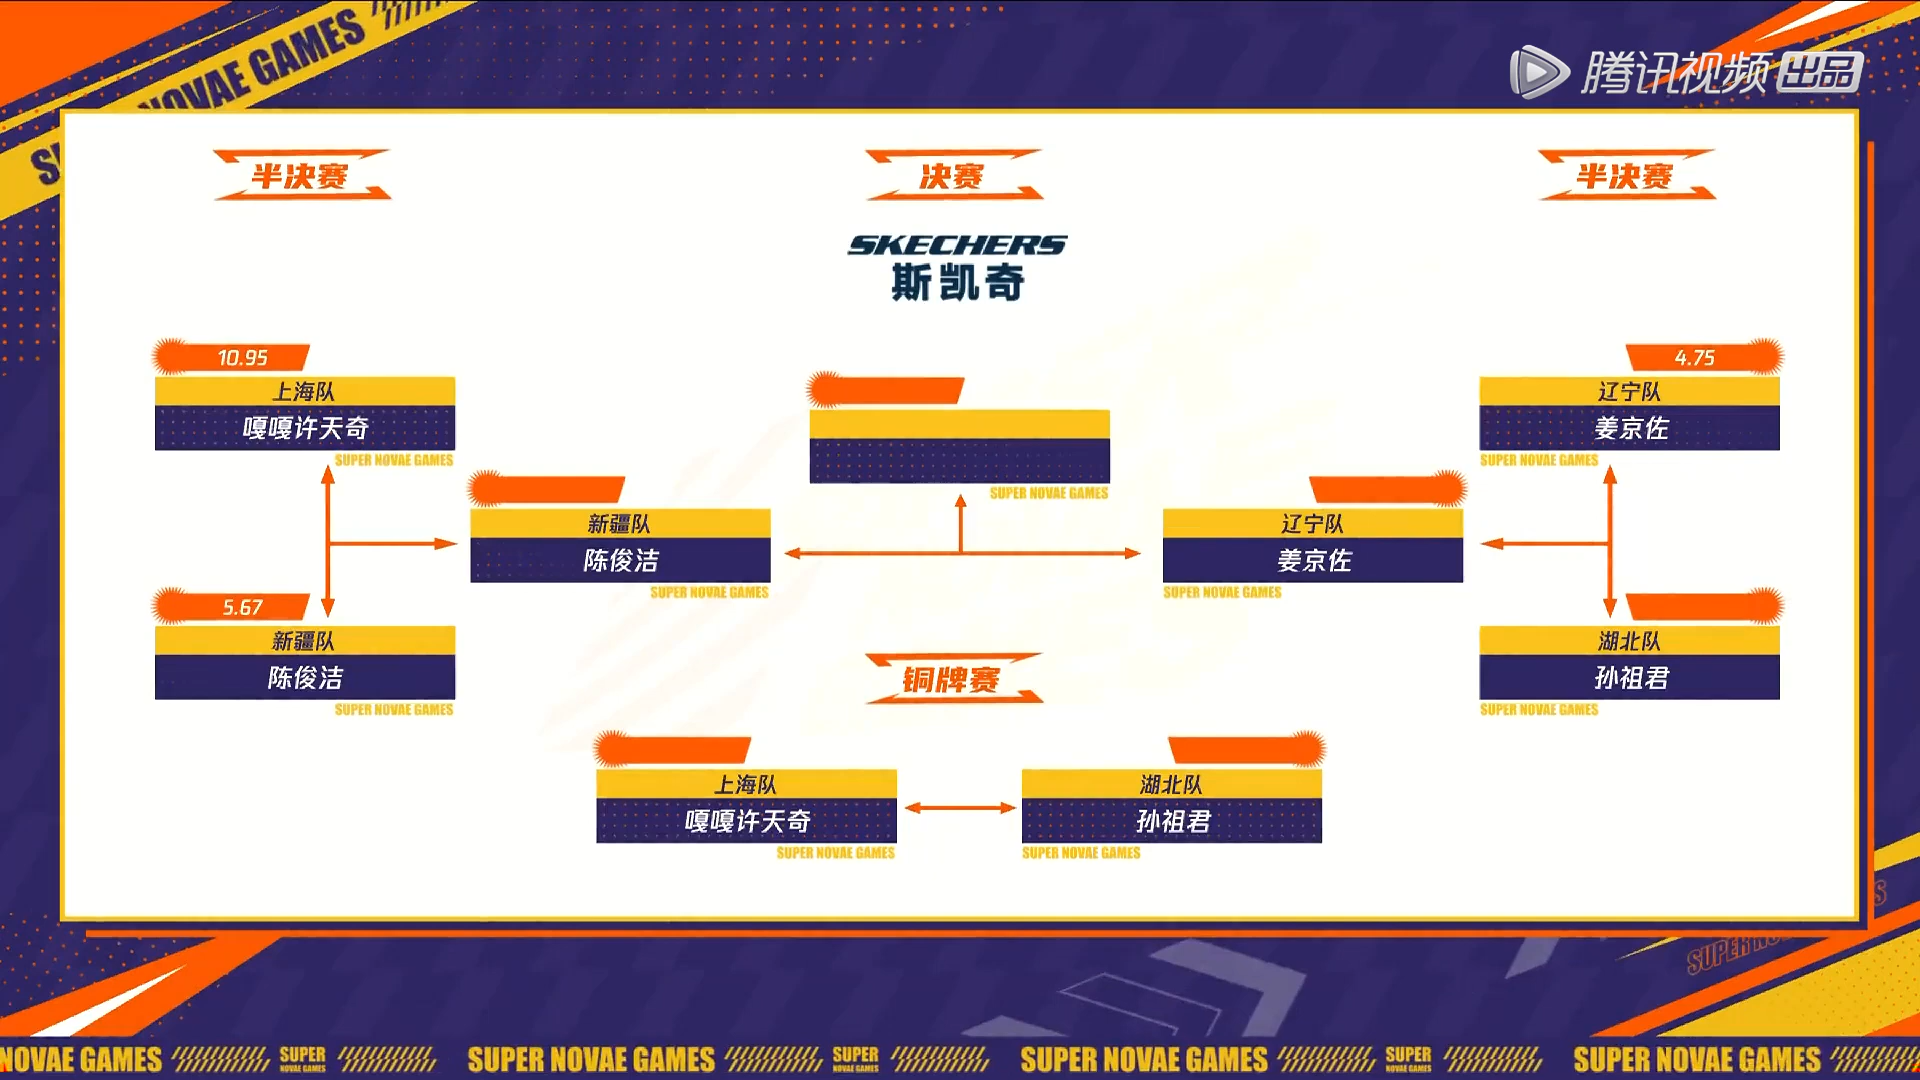 SUPER NOVAE GAMES
腾讯视频 出品
半决赛
决赛
半决赛
SKECHERS
斯凯奇
10.95
上海队
嘎嘎许天奇
SUPER NOVAE GAMES
5.67
新疆队
陈俊洁
SUPER NOVAE GAMES
新疆队
陈俊洁
SUPER NOVAE GAMES
SUPER NOVAE GAMES
辽宁队
姜京佐
SUPER NOVAE GAMES
4.75
辽宁队
姜京佐
SUPER NOVAE GAMES
湖北队
孙祖君
SUPER NOVAE GAMES
铜牌赛
上海队
嘎嘎许天奇
SUPER NOVAE GAMES
湖北队
孙祖君
SUPER NOVAE GAMES
NOVAE GAMES SUPER NOVAE GAMES SUPER NOVAE GAMES SUPER NOVAE GAMES SUPER NOVAE GAMES SUPER NOVAE GAMES SUPER NOVAE GAMES